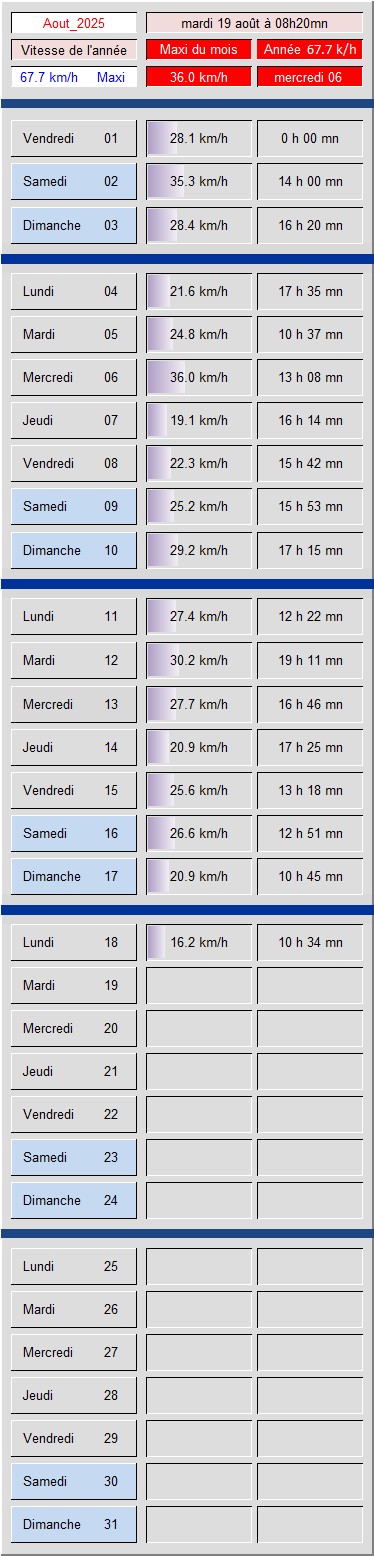 Aout_2025 mardi 19 août à 08h20mn
Vitesse de l'année Maxi du mois Année 67.7 k/h
67.7 km/h Maxi 36.0 km/h mercredi 06
Vendredi 01 28.1 km/h 0 h 00 mn
Samedi 02 35.3 km/h 14 h 00 mn
Dimanche 03 28.4 km/h 16 h 20 mn
Lundi 04 21.6 km/h 17 h 35 mn
Mardi 05 24.8 km/h 10 h 37 mn
Mercredi 06 36.0 km/h 13 h 08 mn
Jeudi 07 19.1 km/h 16 h 14 mn
Vendredi 08 22.3 km/h 15 h 42 mn
Samedi 09 25.2 km/h 15 h 53 mn
Dimanche 10 29.2 km/h 17 h 15 mn
Lundi 11 27.4 km/h 12 h 22 mn
Mardi 12 30.2 km/h 19 h 11 mn
Mercredi 13 27.7 km/h 16 h 46 mn
Jeudi 14 20.9 km/h 17 h 25 mn
Vendredi 15 25.6 km/h 13 h 18 mn
Samedi 16 26.6 km/h 12 h 51 mn
Dimanche 17 20.9 km/h 10 h 45 mn
Lundi 18 16.2 km/h 10 h 34 mn
Mardi 19
Mercredi 20
Jeudi 21
Vendredi 22
Samedi 23
Dimanche 24
Lundi 25
Mardi 26
Mercredi 27
Jeudi 28
Vendredi 29
Samedi 30
Dimanche 31